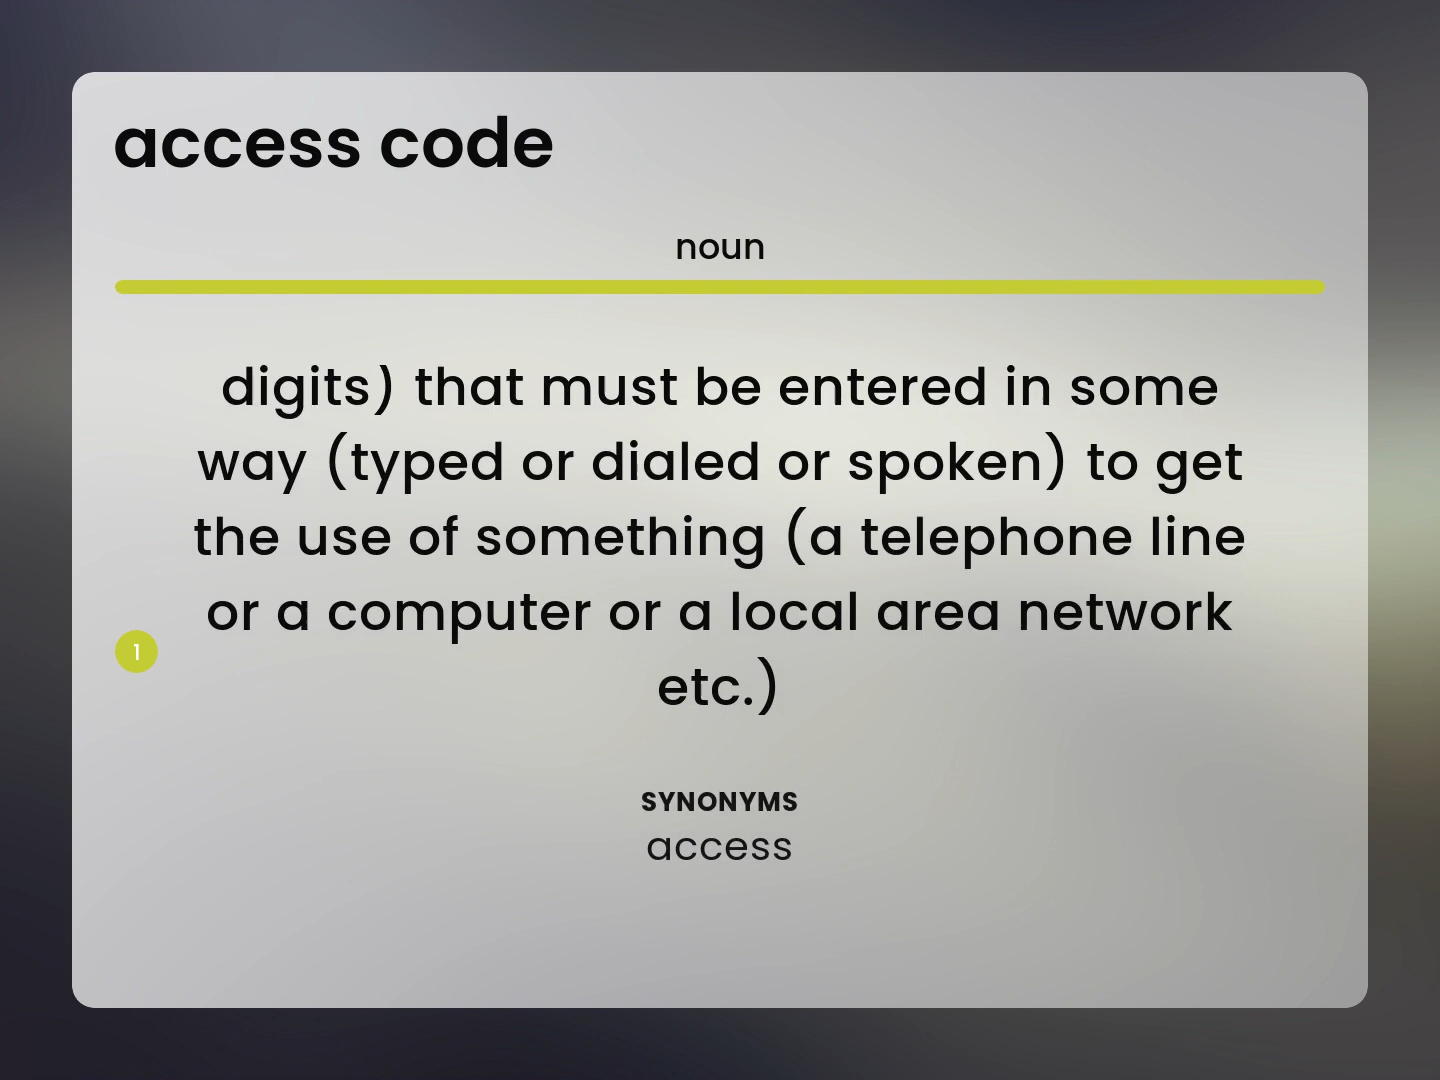 access code
noun
digits) that must be entered in some
way (typed or dialed or spoken) to get
the use of something (a telephone line
or a computer or a local area network
etc.)
1
SYNONYMS
access